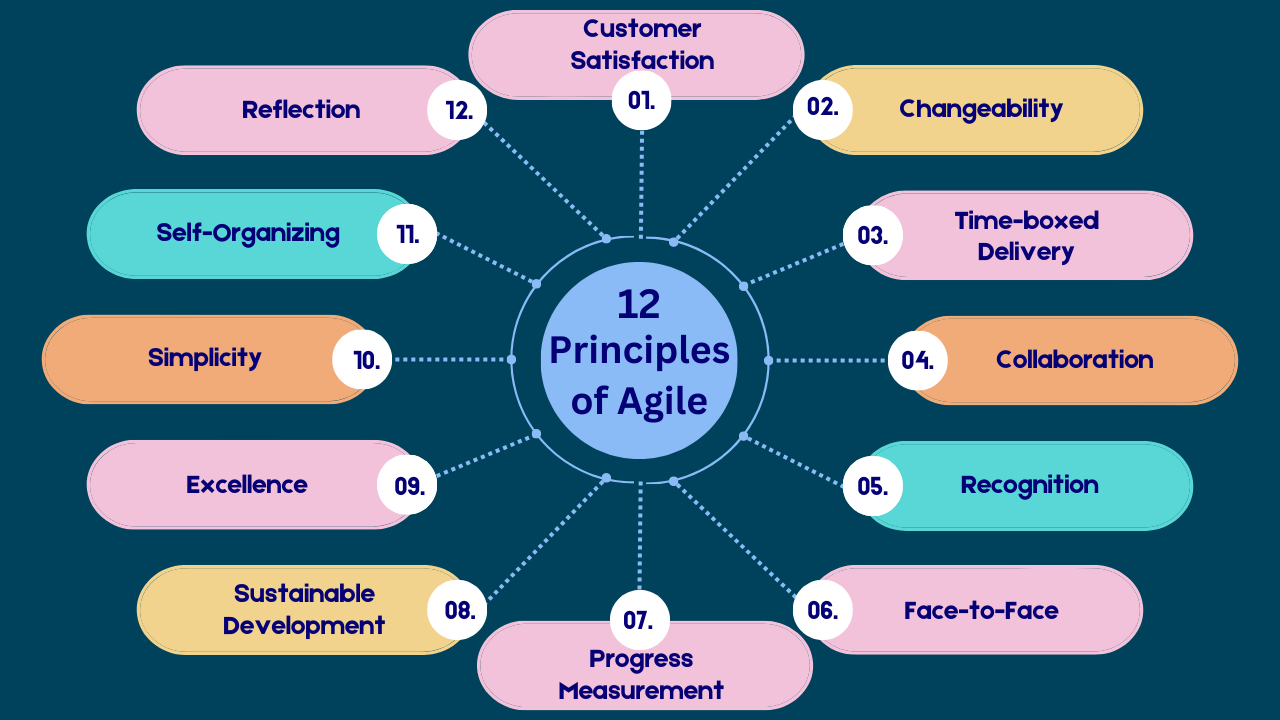 12
Principles
of Agile
01.
Customer
Satisfaction
02.
Changeability
03.
Time-boxed
Delivery
04.
Collaboration
05.
Recognition
06.
Face-to-Face
07.
Progress
Measurement
08.
Sustainable
Development
09.
Excellence
10.
Simplicity
11.
Self-Organizing
12.
Reflection